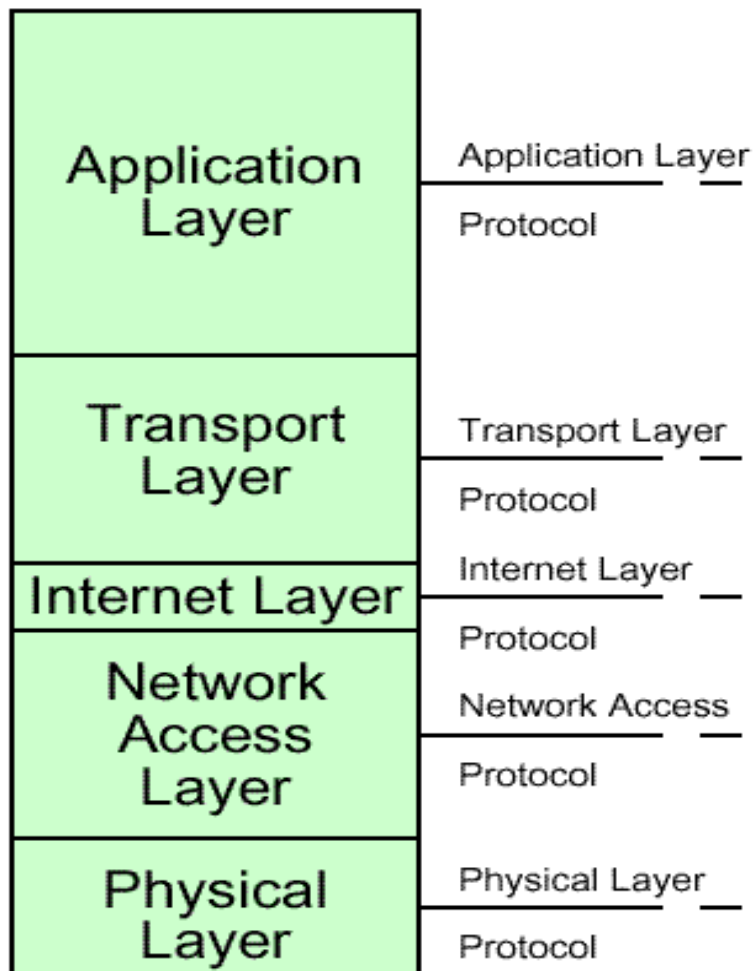 Application
Layer
Application Layer
Protocol
Transport
Layer
Transport Layer
Protocol
Internet Layer
Internet Layer
Protocol
Network
Access
Layer
Network Access
Protocol
Physical
Layer
Physical Layer
Protocol